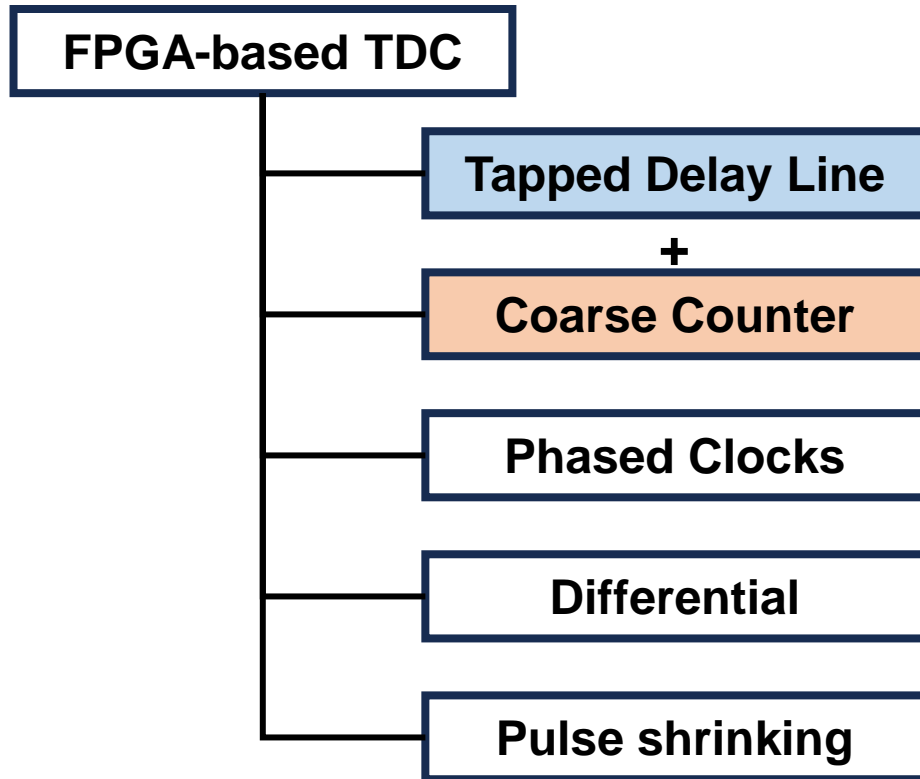 FPGA-based TDC
Tapped Delay Line
+
Coarse Counter
Phased Clocks
Differential
Pulse shrinking